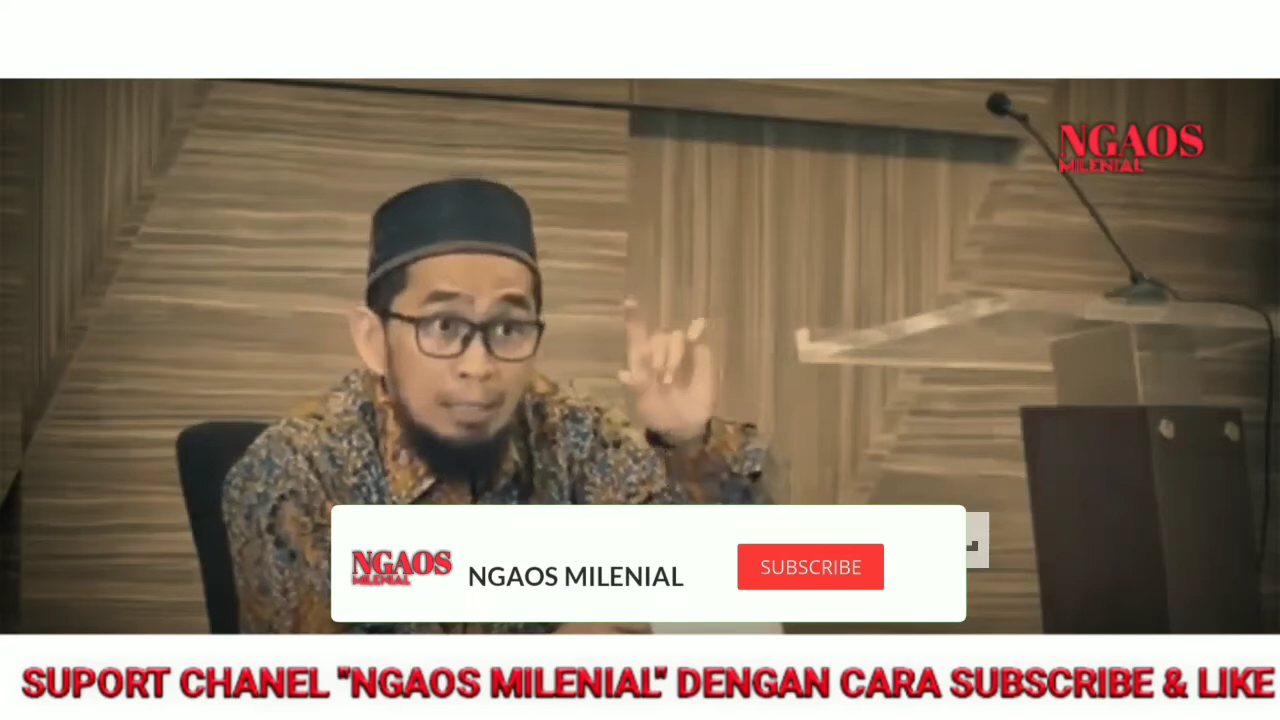 NGAOS
MILENIAL
NGAOS
MILENIAL
NGAOS MILENIAL
SUBSCRIBE
SUPORT CHANEL "NGAOS MILENIAL" DENGAN CARA SUBSCRIBE & LIKE